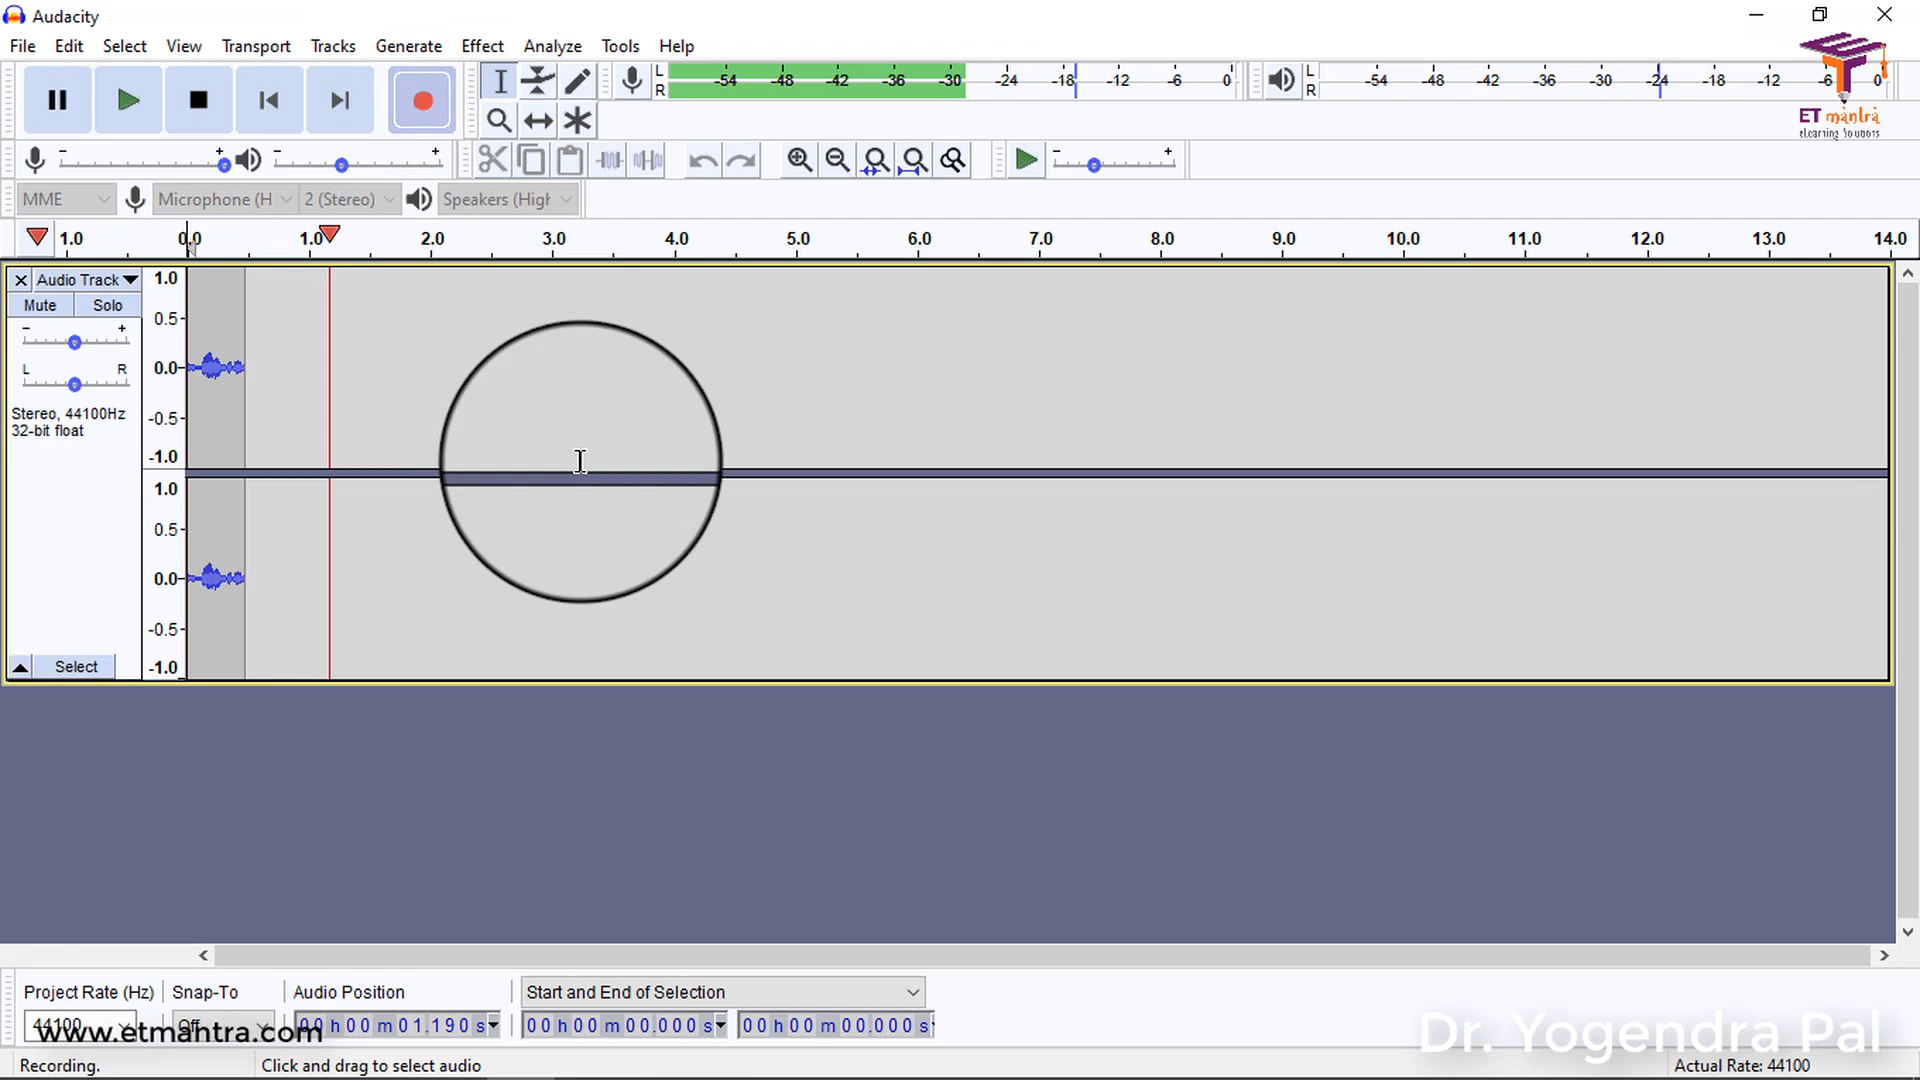 Audacity
File Edit Select View Transport Tracks Generate Effect Analyze Tools Help
L R -54 -48 -42 -36 -30 -24 -18 -12 -6 0
L R -54 -48 -42 -36 -30 -24 -18 -12 -6 0
ET mantra
eLearning Solutions
MME Microphone (H 2 (Stereo) Speakers (High
1.0 0.0 1.0 2.0 3.0 4.0 5.0 6.0 7.0 8.0 9.0 10.0 11.0 12.0 13.0 14.0
Audio Track 1.0
Mute Solo
0.5
L R 0.0
Stereo, 44100Hz -0.5
32-bit float
-1.0
1.0
0.5
0.0
-0.5
Select -1.0
Project Rate (Hz) Snap-To Audio Position Start and End of Selection
44100 Off 00 h 00 m 01.190 s 00 h 00 m 00.000 s 00 h 00 m 00.000 s
www.etmantra.com
Dr. Yogendra Pal
Recording. Click and drag to select audio Actual Rate: 44100